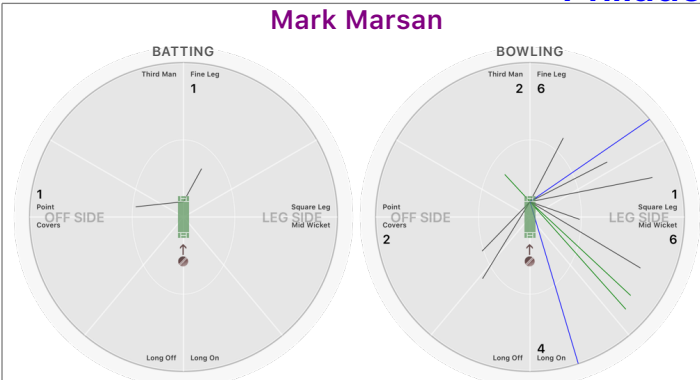 Mark Marsan
BATTING
Third Man
Fine Leg
1
1
Point
OFF SIDE
Covers
Square Leg
LEG SIDE
Mid Wicket
Long Off
Long On
BOWLING
Third Man
Fine Leg
2
6
1
Point
Square Leg
OFF SIDE
LEG SIDE
Covers
Mid Wicket
2
6
4
Long Off
Long On